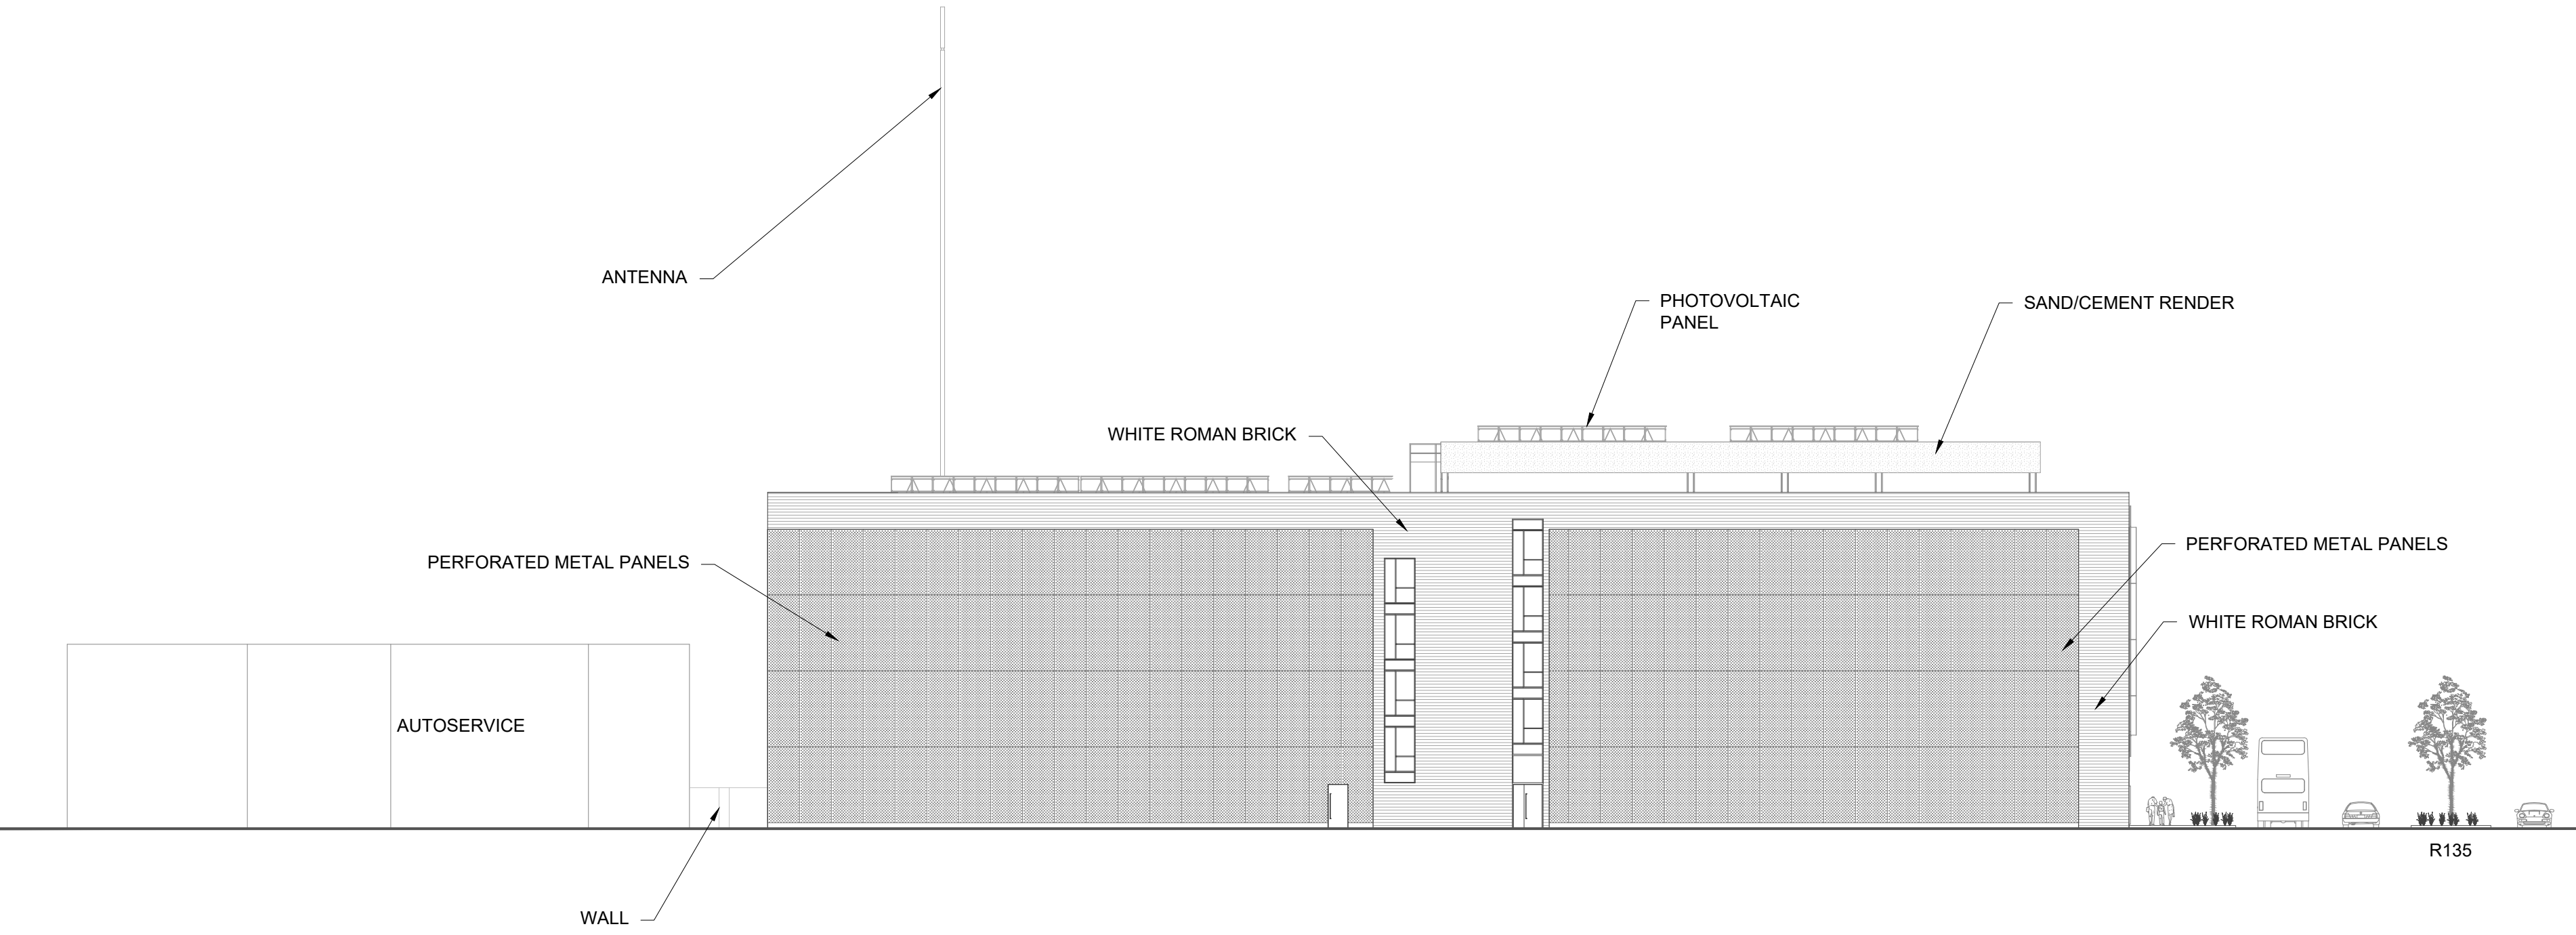 ANTENNA
PHOTOVOLTAIC
PANEL
SAND/CEMENT RENDER
WHITE ROMAN BRICK
PERFORATED METAL PANELS
PERFORATED METAL PANELS
WHITE ROMAN BRICK
AUTOSERVICE
R135
WALL